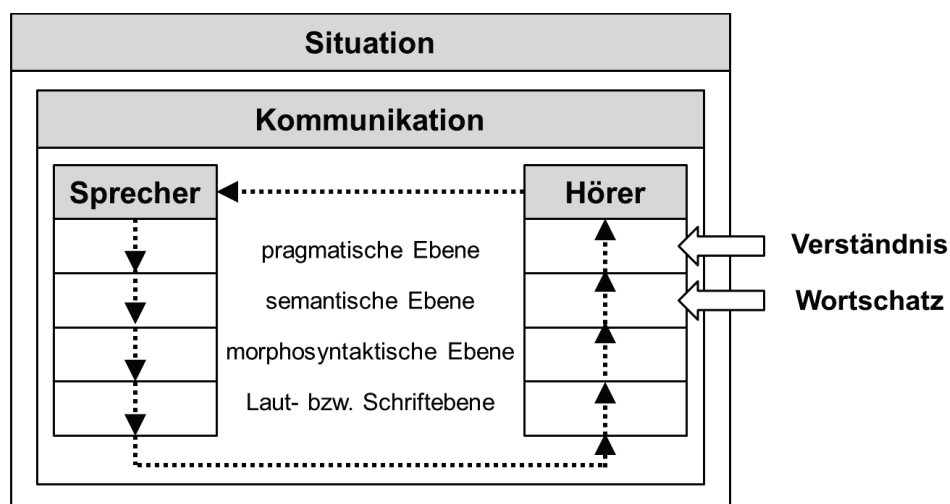 Situation
Kommunikation
Sprecher
Hörer
pragmatische Ebene
Verständnis
semantische Ebene
Wortschatz
morphosyntaktische Ebene
Laut- bzw. Schriftebene